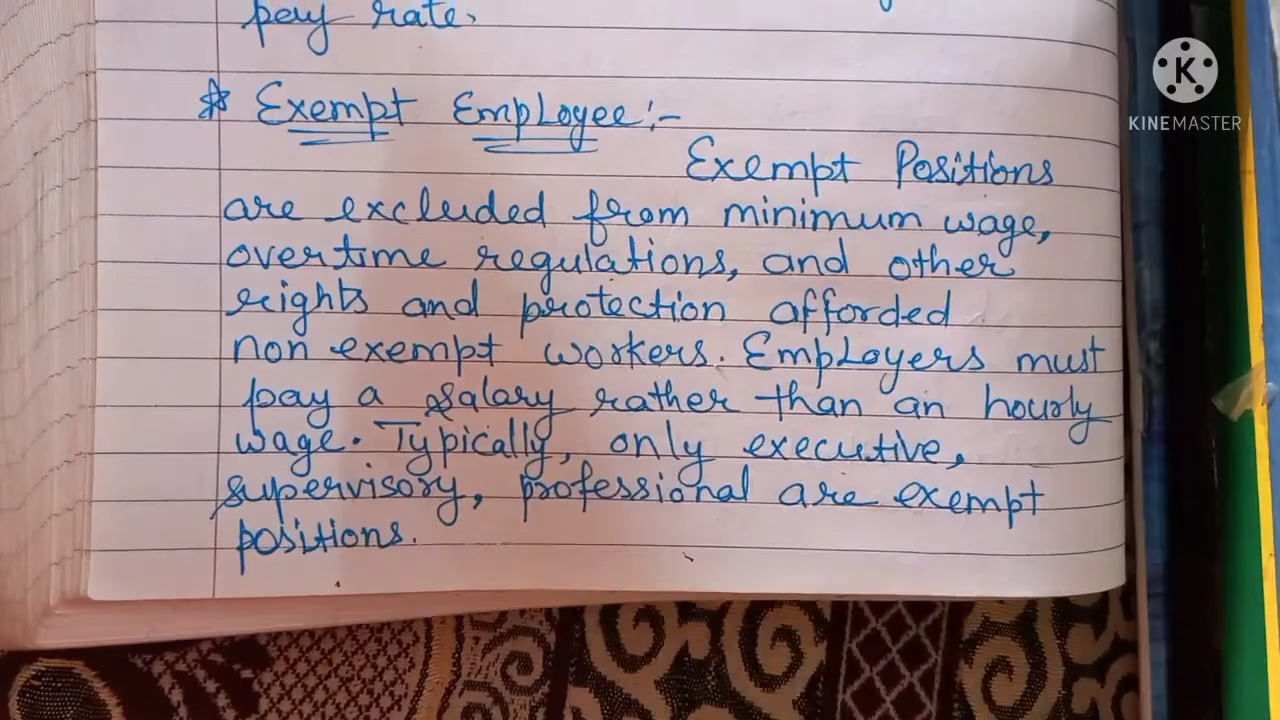 pay rate.
* Exempt Employee:-
Exempt Positions
are excluded from minimum wage,
overtime regulations, and other
rights and protection afforded
non exempt workers. Employers must
pay a salary rather than an hourly
wage. Typically, only executive,
supervisory, professional are exempt
positions.
K
KINEMASTER